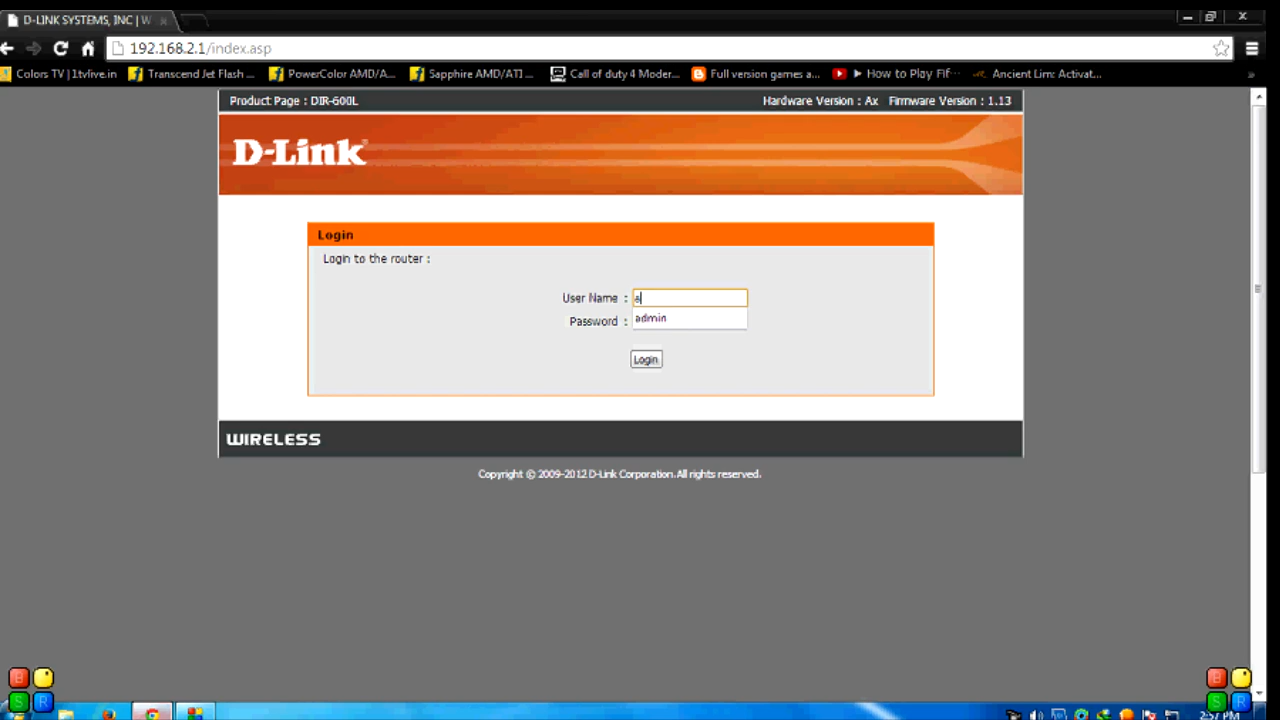 D-LINK SYSTEMS, INC | W
192.168.2.1/index.asp
Colors TV | 1tvlive.in Transcend Jet Flash ... PowerColor AMD/A... Sapphire AMD/ATI ... Call of duty 4 Moder... Full version games a... ► How to Play Fif··· Ancient Lim: Activat... »
Product Page : DIR-600L Hardware Version : Ax Firmware Version : 1.13
D-Link
Login
Login to the router :
User Name : a
Password : admin
Login
WIRELESS
Copyright © 2009-2012 D-Link Corporation.All rights reserved.
B B
S R S R
2:57 PM